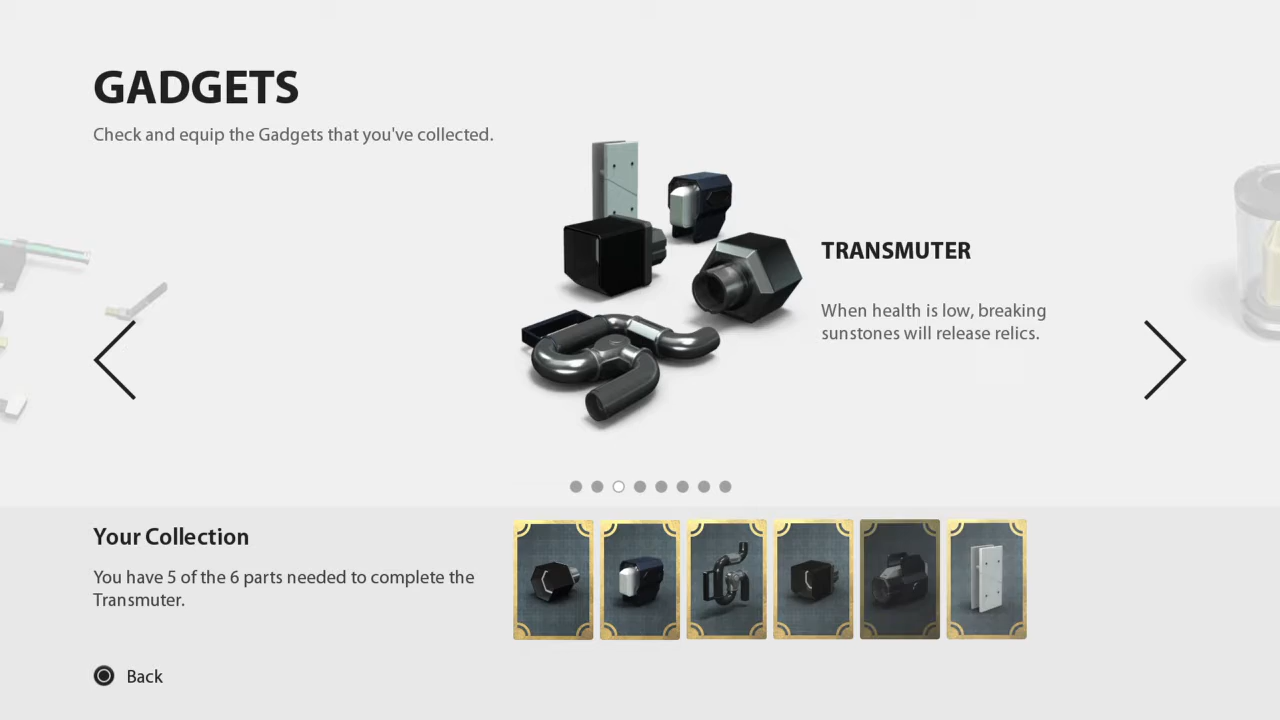 GADGETS
Check and equip the Gadgets that you've collected.
TRANSMUTER
When health is low, breaking
sunstones will release relics.
Your Collection
You have 5 of the 6 parts needed to complete the
Transmuter.
Back